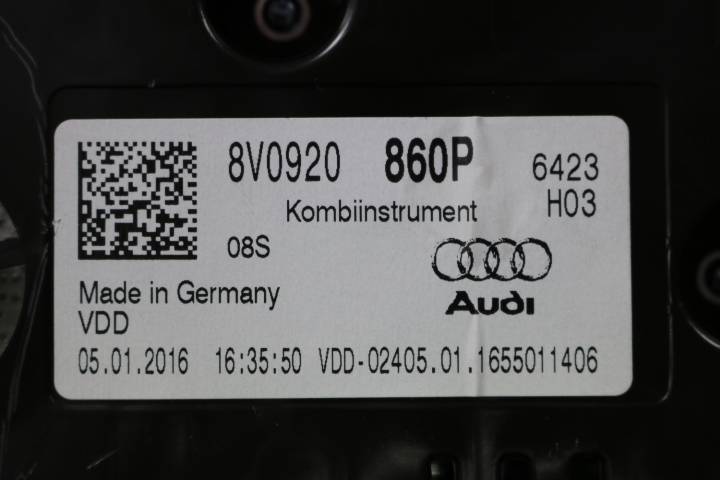 8V0920 860P 6423
Kombiinstrument H03
08S
Audi
Made in Germany
VDD
05.01.2016 16:35:50 VDD-02405.01.1655011406